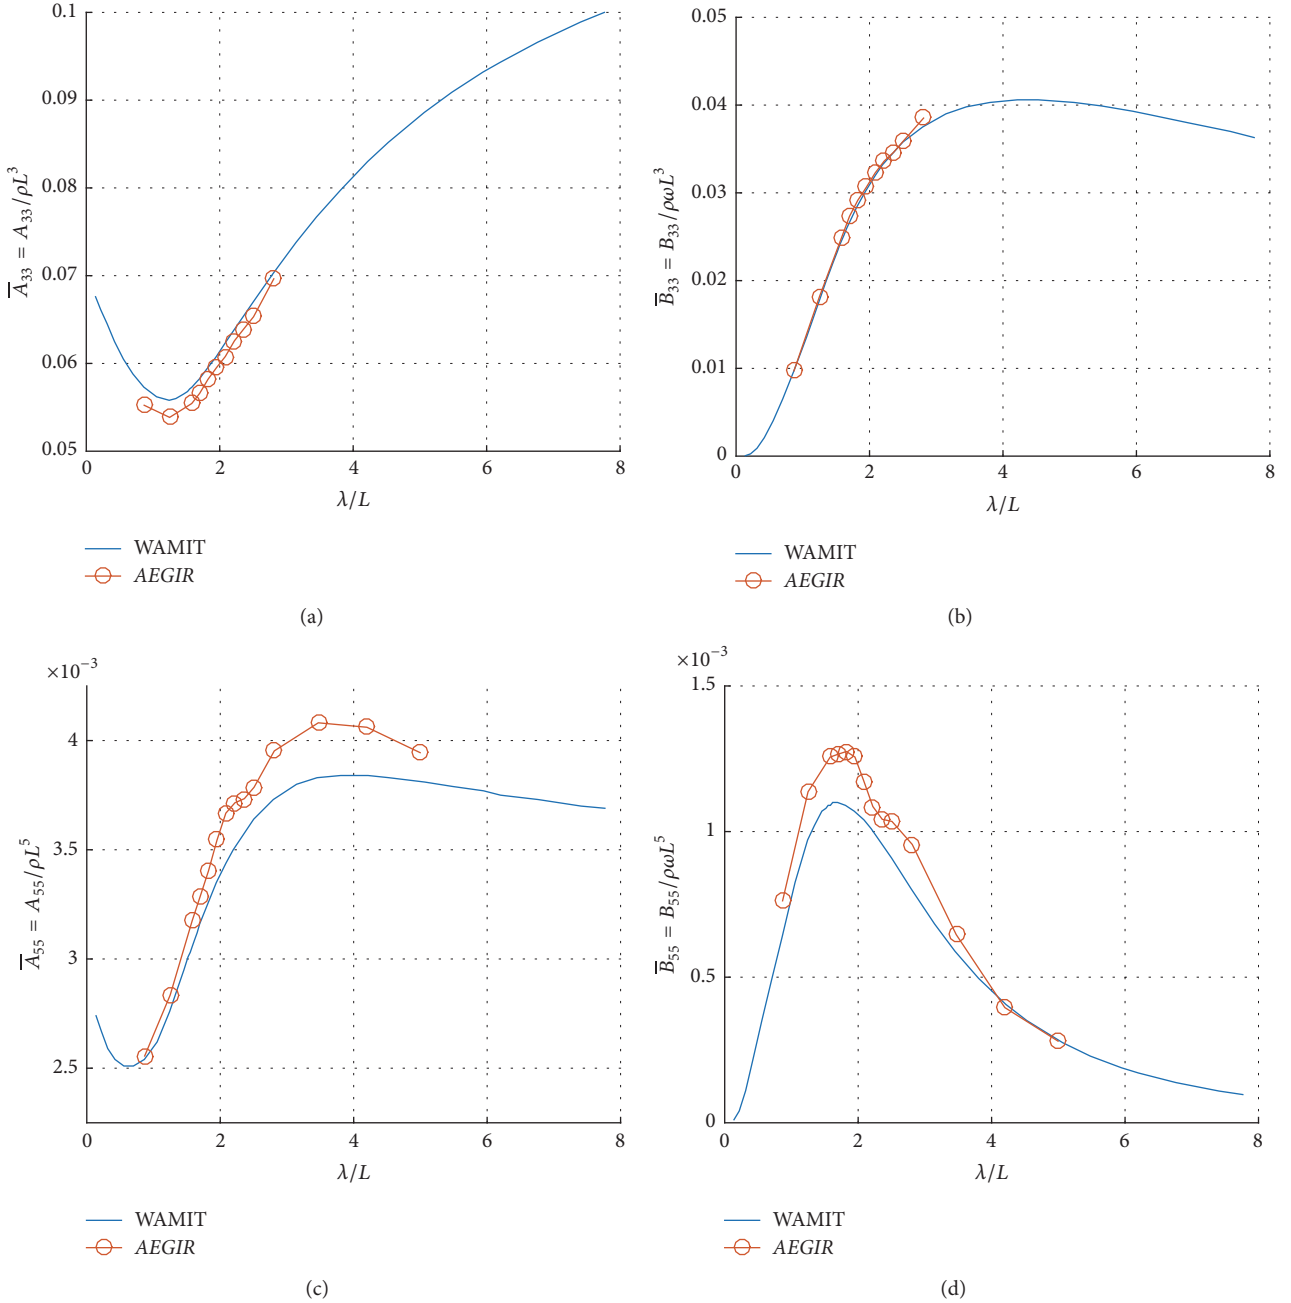 0.1
0.09
0.08
0.07
0.06
0.05
0 2 4 6 8
A̅₃₃ = A₃₃/ρL³
λ/L
WAMIT
AEGIR
(a)
0.05
0.04
0.03
0.02
0.01
0
0 2 4 6 8
B̅₃₃ = B₃₃/ρωL³
λ/L
WAMIT
AEGIR
(b)
×10⁻³
4
3.5
3
2.5
0 2 4 6 8
A̅₅₅ = A₅₅/ρL⁵
λ/L
WAMIT
AEGIR
(c)
×10⁻³
1.5
1
0.5
0
0 2 4 6 8
B̅₅₅ = B₅₅/ρωL⁵
λ/L
WAMIT
AEGIR
(d)